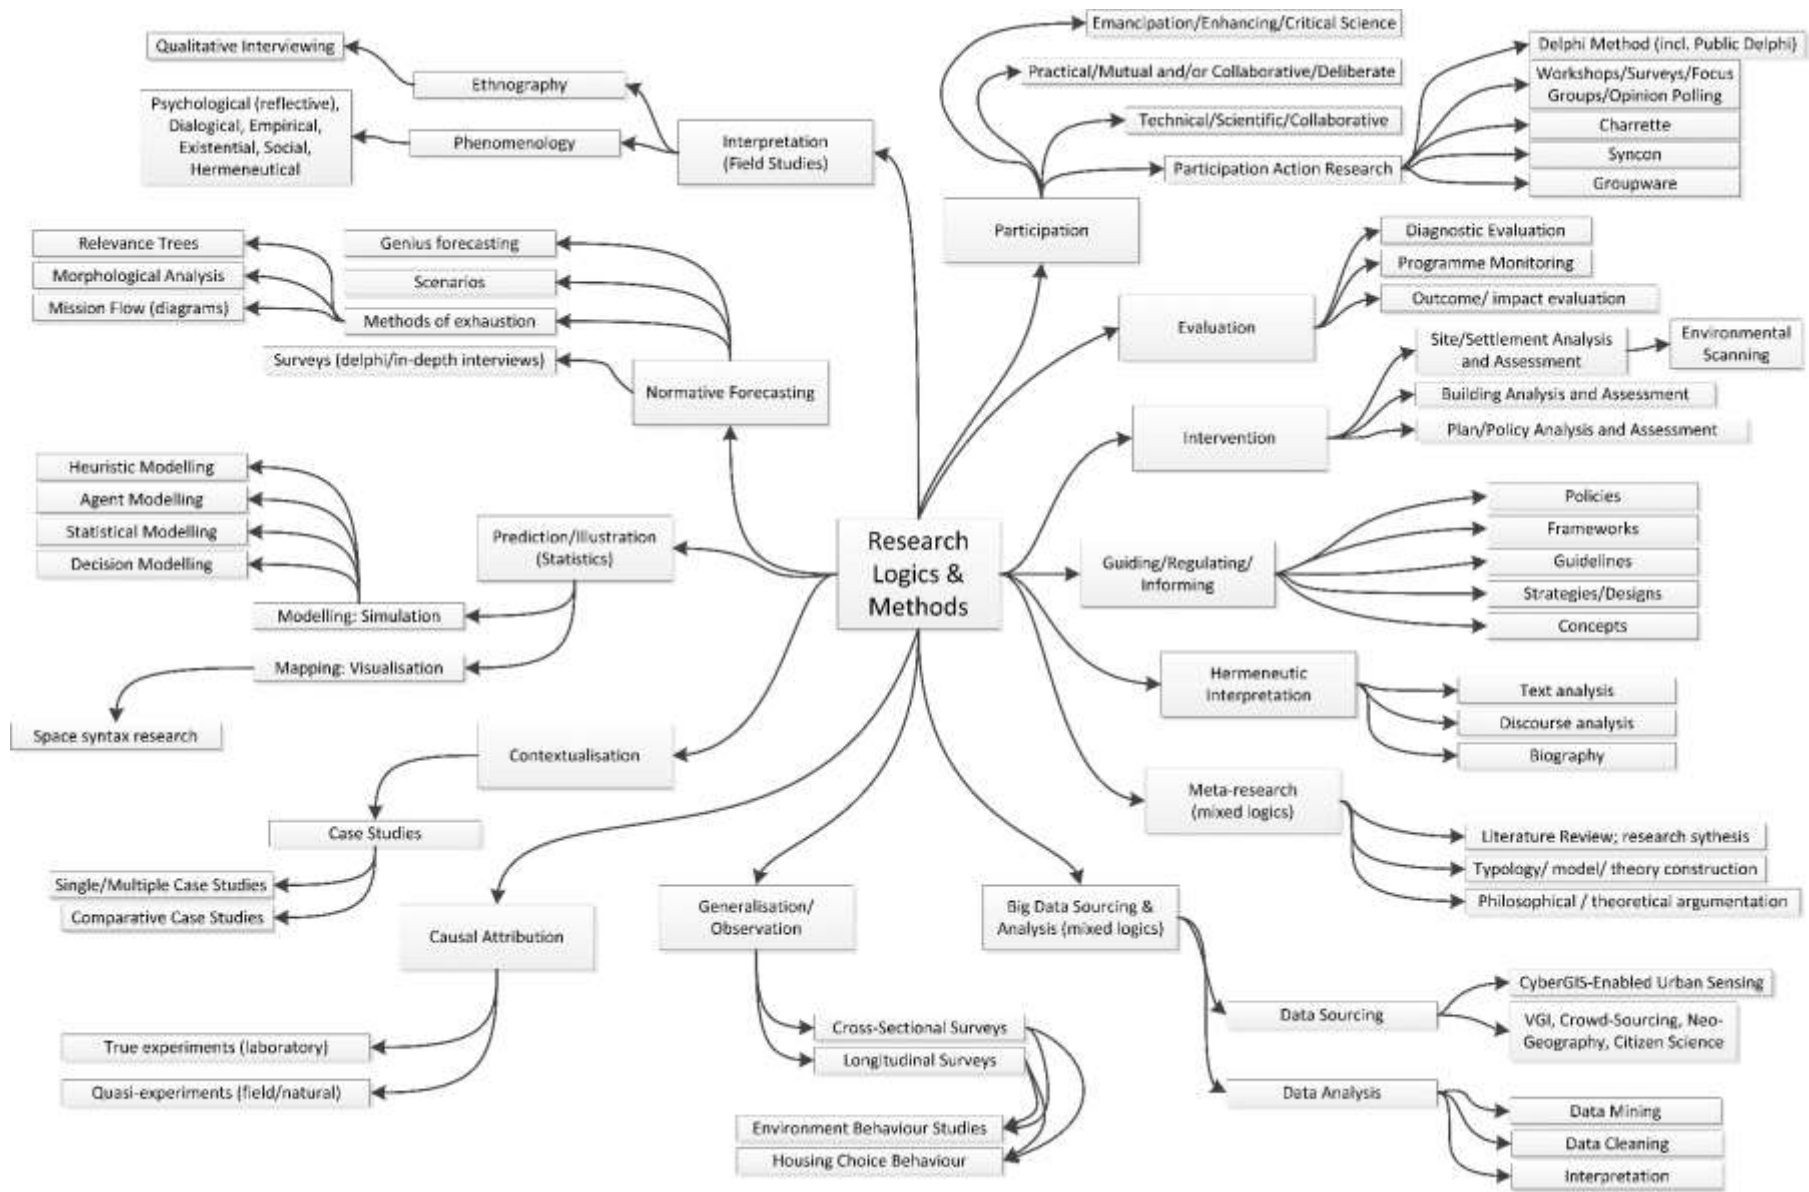 Emancipation/Enhancing/Critical Science
Qualitative Interviewing
Delphi Method (incl. Public Delphi)
Practical/Mutual and/or Collaborative/Deliberate
Ethnography
Workshops/Surveys/Focus
Groups/Opinion Polling
Psychological (reflective),
Dialogical, Empirical,
Existential, Social,
Hermeneutical
Technical/Scientific/Collaborative
Charrette
Phenomenology
Interpretation
(Field Studies)
Syncon
Participation Action Research
Groupware
Participation
Relevance Trees
Genius forecasting
Diagnostic Evaluation
Morphological Analysis
Scenarios
Programme Monitoring
Mission Flow (diagrams)
Methods of exhaustion
Outcome/ impact evaluation
Evaluation
Surveys (delphi/in-depth interviews)
Site/Settlement Analysis
and Assessment
Environmental
Scanning
Normative Forecasting
Building Analysis and Assessment
Intervention
Plan/Policy Analysis and Assessment
Heuristic Modelling
Agent Modelling
Statistical Modelling
Decision Modelling
Prediction/Illustration
(Statistics)
Research
Logics &
Methods
Policies
Frameworks
Guiding/Regulating/
Informing
Guidelines
Strategies/Designs
Concepts
Modelling: Simulation
Mapping: Visualisation
Hermeneutic
Interpretation
Text analysis
Discourse analysis
Biography
Space syntax research
Contextualisation
Meta-research
(mixed logics)
Case Studies
Literature Review; research sythesis
Typology/ model/ theory construction
Philosophical / theoretical argumentation
Single/Multiple Case Studies
Comparative Case Studies
Causal Attribution
Generalisation/
Observation
Big Data Sourcing &
Analysis (mixed logics)
CyberGIS-Enabled Urban Sensing
Data Sourcing
VGI, Crowd-Sourcing, Neo-
Geography, Citizen Science
Cross-Sectional Surveys
Longitudinal Surveys
True experiments (laboratory)
Quasi-experiments (field/natural)
Data Analysis
Data Mining
Environment Behaviour Studies
Data Cleaning
Housing Choice Behaviour
Interpretation